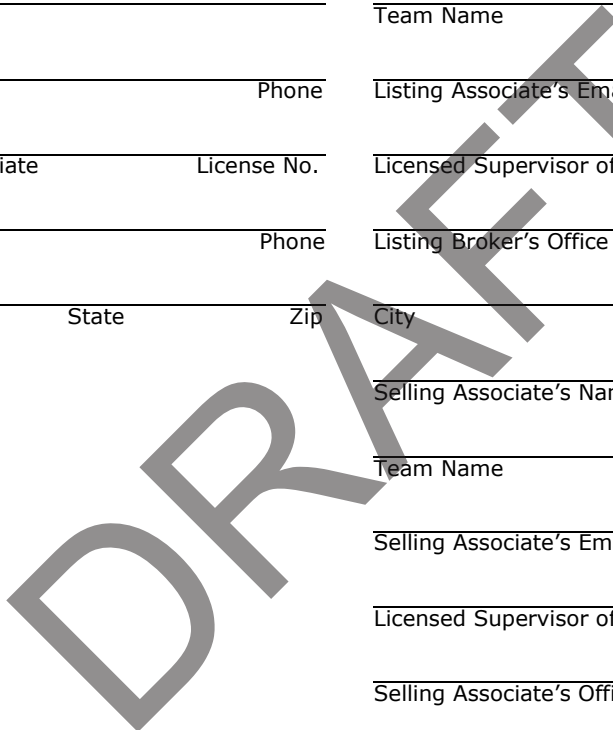 Team Name
Phone Listing Associate's Ema
iate License No. Licensed Supervisor of
Phone Listing Broker's Office
State Zip City
Selling Associate's Nar
Team Name
Selling Associate's Em
Licensed Supervisor of
Selling Associate's Offi
DRAFT